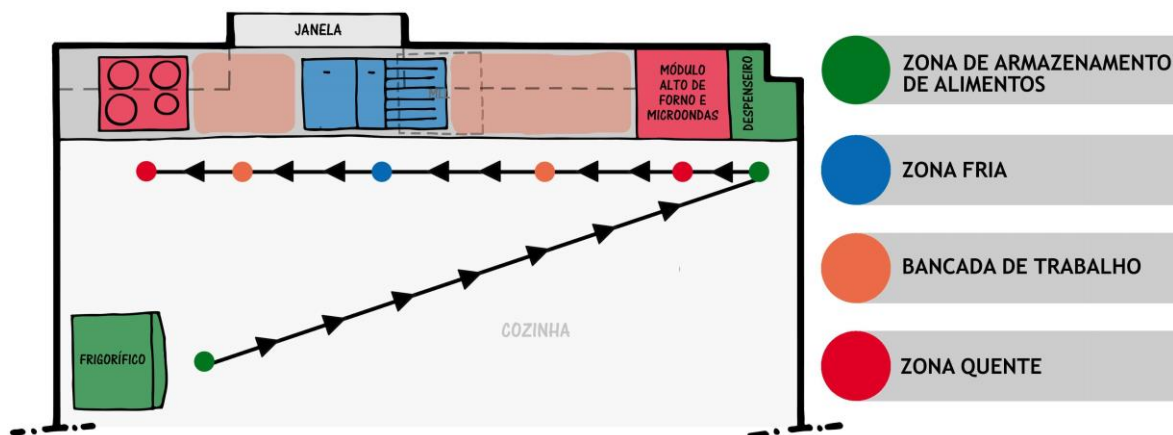 JANELA
MÓDULO
ALTO DE
FORNO E
MICROONDAS
DESPENSEIRO
FRIGORÍFICO
COZINHA
ZONA DE ARMAZENAMENTO
DE ALIMENTOS
ZONA FRIA
BANCADA DE TRABALHO
ZONA QUENTE